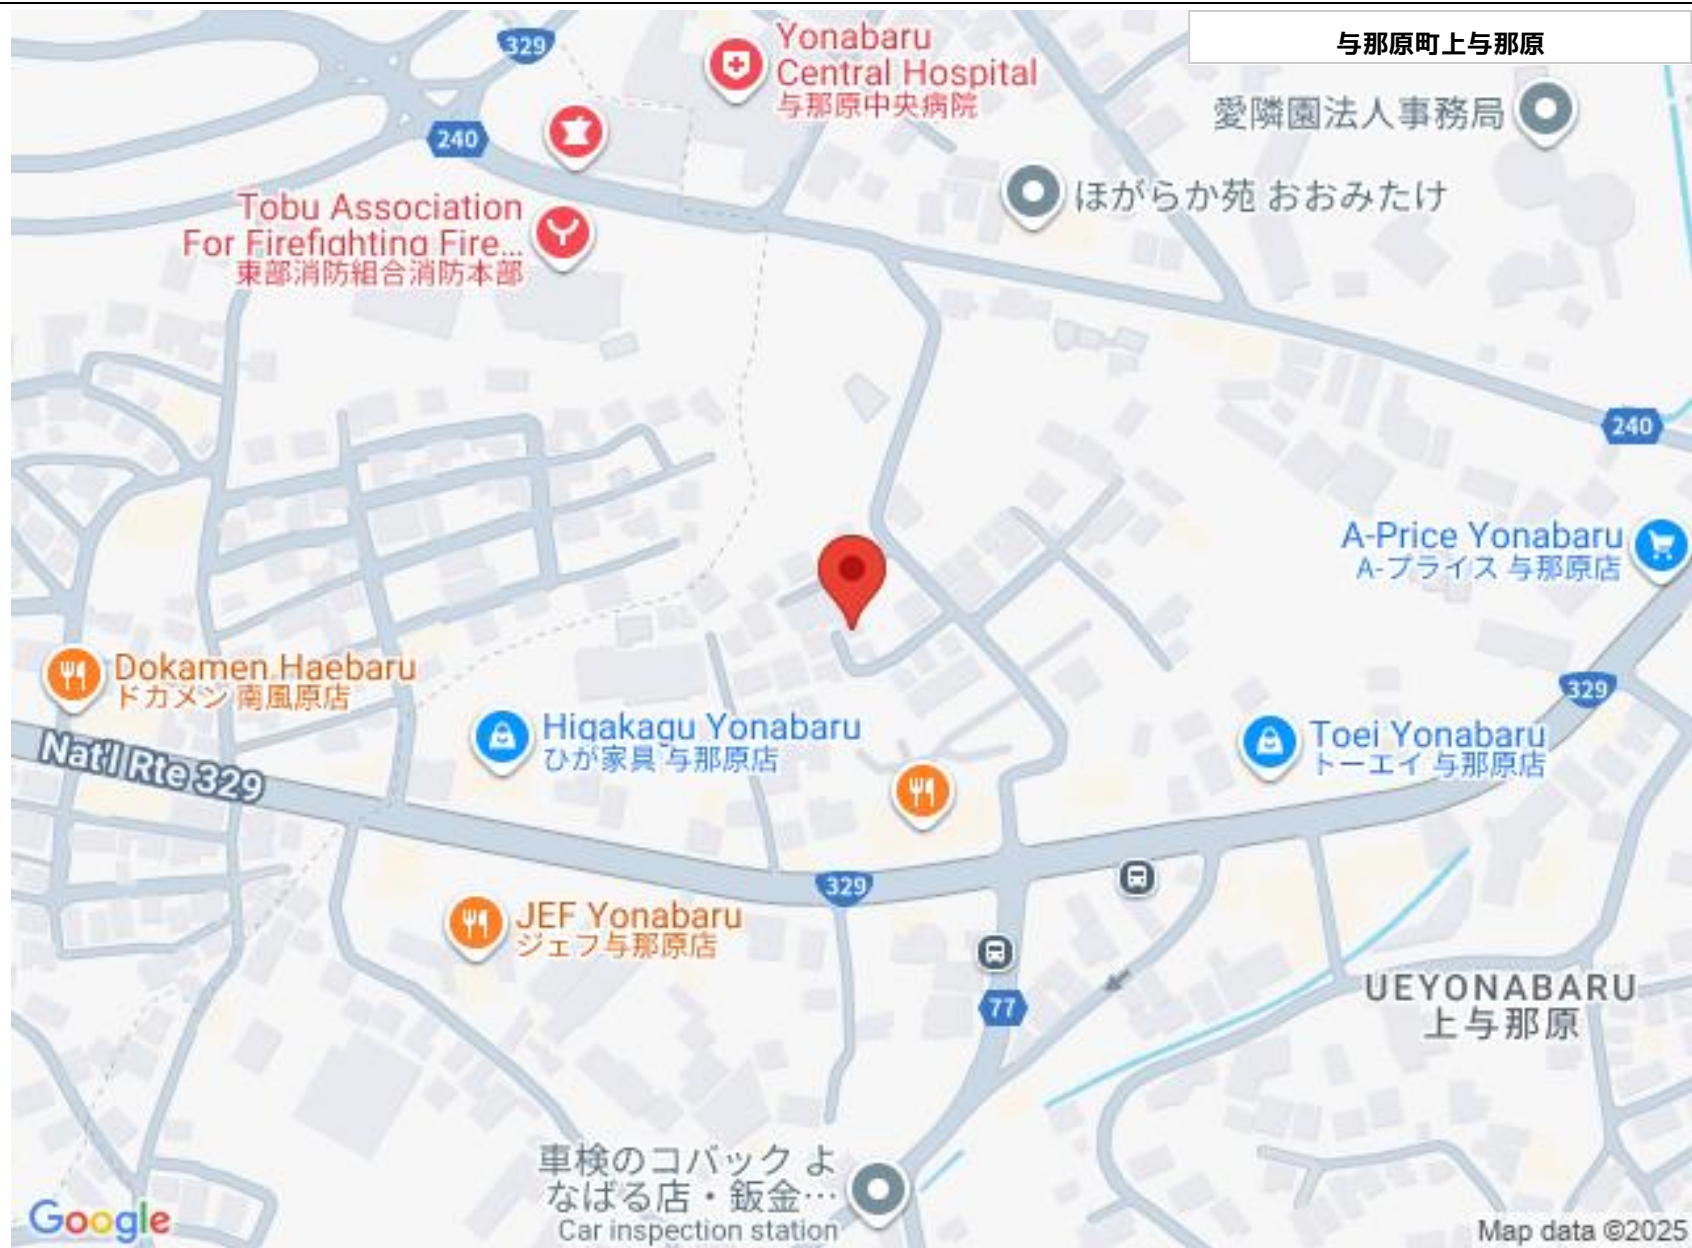 与那原町上与那原
329
Yonabaru
Central Hospital
与那原中央病院
愛隣園法人事務局
240
ほがらか苑 おおみたけ
Tobu Association
For Firefighting Fire...
東部消防組合消防本部
240
A-Price Yonabaru
A-プライス 与那原店
Dokamen Haebaru
ドカメン 南風原店
329
Higakagu Yonabaru
ひが家具 与那原店
Toei Yonabaru
トーエイ 与那原店
Nat'l Rte 329
329
JEF Yonabaru
ジェフ与那原店
77
UEYONABARU
上与那原
車検のコバック よ
なばる店・鈑金…
Car inspection station
Google
Map data ©2025